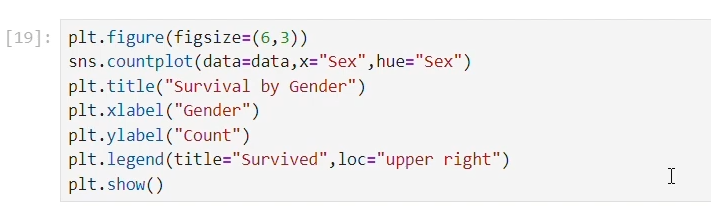 [19]: plt.figure(figsize=(6,3))
sns.countplot(data=data,x="Sex",hue="Sex")
plt.title("Survival by Gender")
plt.xlabel("Gender")
plt.ylabel("Count")
plt.legend(title="Survived",loc="upper right")
plt.show()